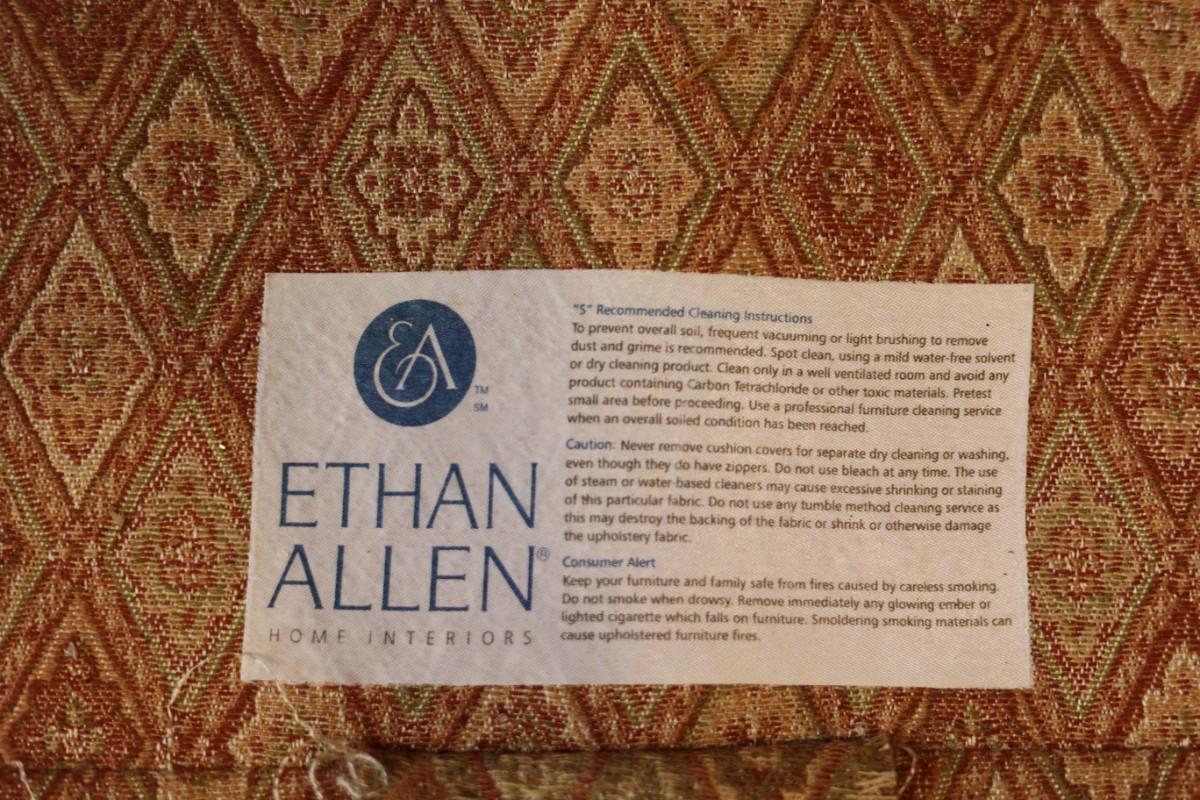 EA
TM
SM
ETHAN
ALLEN®
HOME INTERIORS
"S" Recommended Cleaning Instructions
To prevent overall soil, frequent vacuuming or light brushing to remove
dust and grime is recommended. Spot clean, using a mild water-free solvent
or dry cleaning product. Clean only in a well ventilated room and avoid any
product containing Carbon Tetrachloride or other toxic materials. Pretest
small area before proceeding. Use a professional furniture cleaning service
when an overall soiled condition has been reached.
Caution: Never remove cushion covers for separate dry cleaning or washing,
even though they do have zippers. Do not use bleach at any time. The use
of steam or water-based cleaners may cause excessive shrinking or staining
of this particular fabric. Do not use any tumble method cleaning service as
this may destroy the backing of the fabric or shrink or otherwise damage
the upholstery fabric.
Consumer Alert
Keep your furniture and family safe from fires caused by careless smoking.
Do not smoke when drowsy. Remove immediately any glowing ember or
lighted cigarette which falls on furniture. Smoldering smoking materials can
cause upholstered furniture fires.